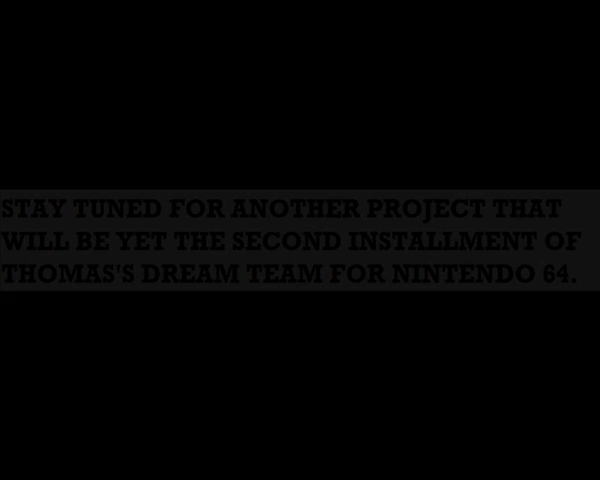 STAY TUNED FOR ANOTHER PROJECT THAT
WILL BE YET THE SECOND INSTALLMENT OF
THOMAS'S DREAM TEAM FOR NINTENDO 64.